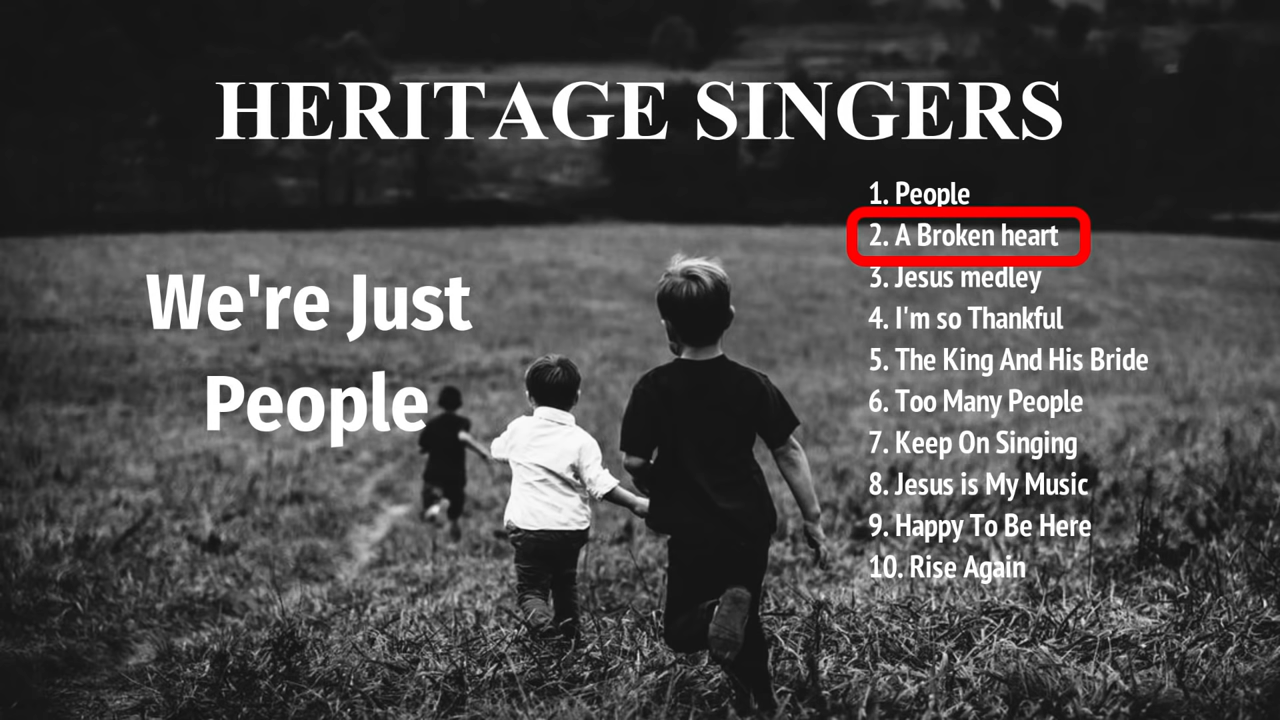 HERITAGE SINGERS
We're Just
People
1. People
2. A Broken heart
3. Jesus medley
4. I'm so Thankful
5. The King And His Bride
6. Too Many People
7. Keep On Singing
8. Jesus is My Music
9. Happy To Be Here
10. Rise Again